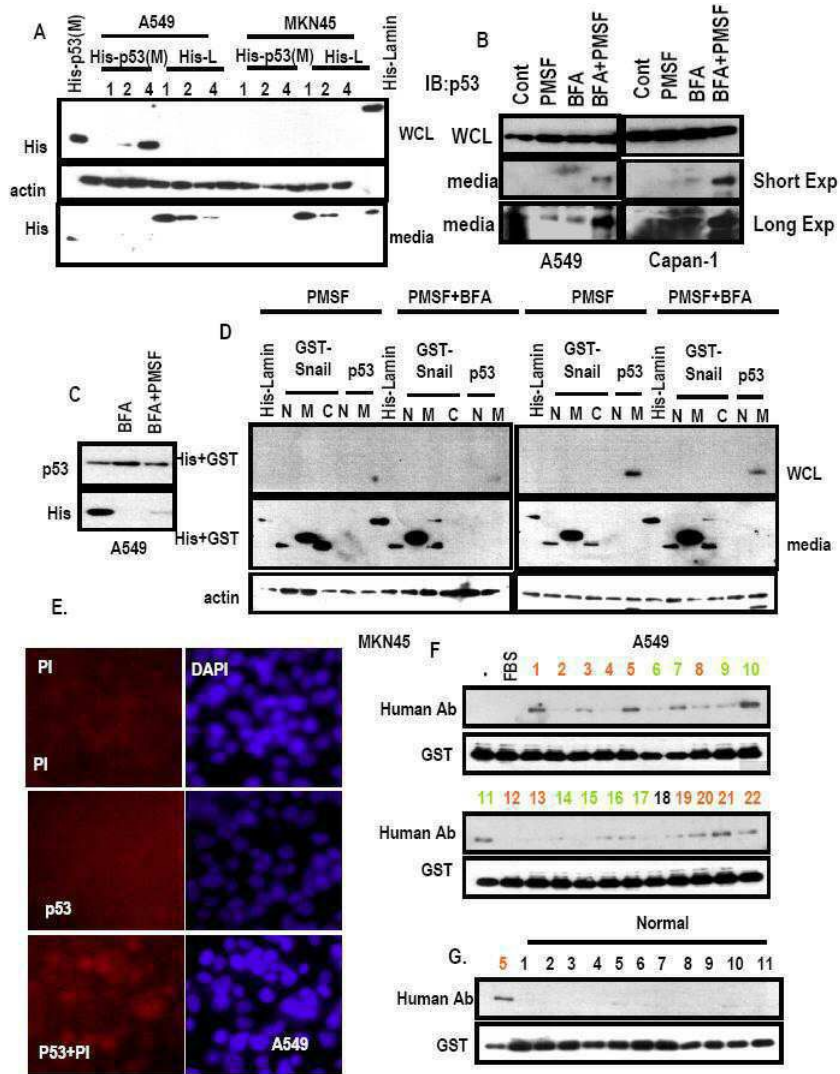 A
His-p53(M)
A549
MKN45
His-Lamin
His-p53(M) His-L His-p53(M) His-L
1 2 4 1 2 4 1 2 4 1 2 4
His
WCL
actin
His
media
B
IB:p53
Cont PMSF BFA BFA+PMSF Cont PMSF BFA BFA+PMSF
WCL
media
Short Exp
media
Long Exp
A549 Capan-1
C
BFA BFA+PMSF
p53
His
A549
D
PMSF PMSF+BFA PMSF PMSF+BFA
His-Lamin GST-Snail p53 His-Lamin GST-Snail p53 His-Lamin GST-Snail p53 His-Lamin GST-Snail p53
N M C N M N M C N M N M C N M N M C N M
His+GST
WCL
His+GST
media
actin
MKN45 A549
E.
PI
DAPI
PI
p53
P53+PI
A549
F
. FBS 1 2 3 4 5 6 7 8 9 10
Human Ab
GST
11 12 13 14 15 16 17 18 19 20 21 22
Human Ab
GST
G.
Normal
5 1 2 3 4 5 6 7 8 9 10 11
Human Ab
GST